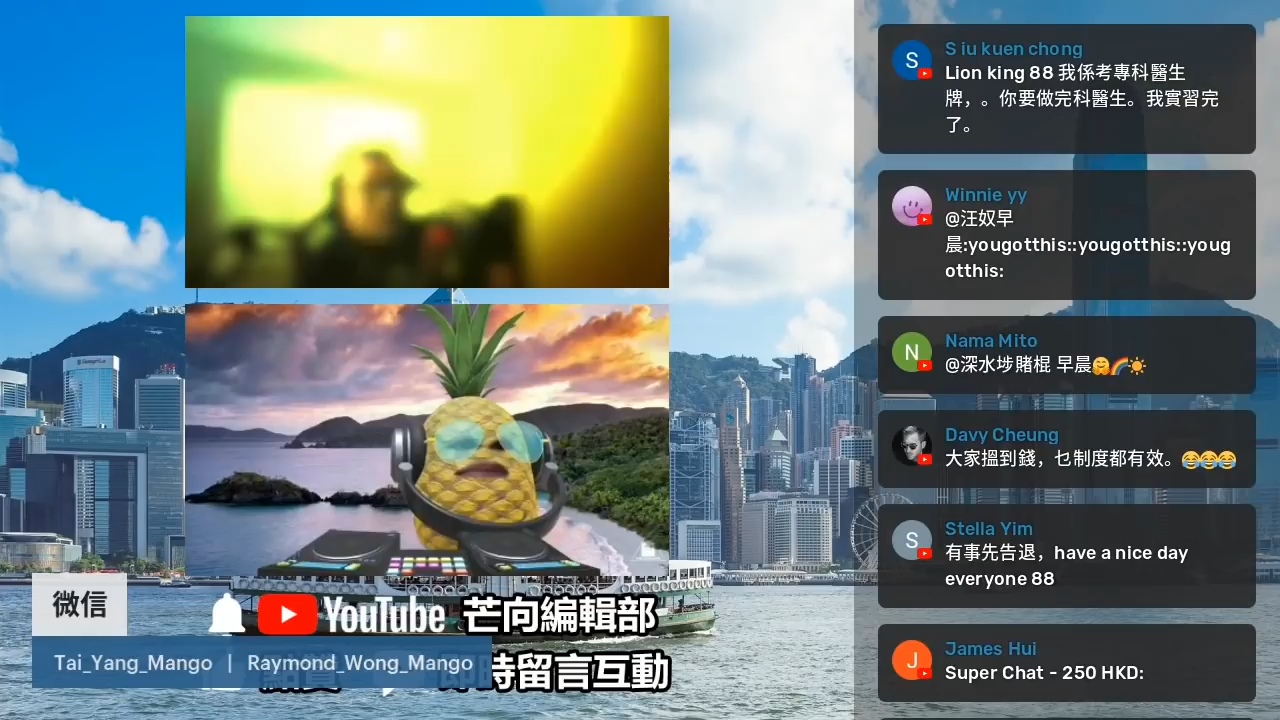 S iu kuen chong
Lion king 88 我係考專科醫生
牌，。你要做完科醫生。我實習完
了。
Winnie yy
@汪奴早
晨:yougotthis::yougotthis::youg
otthis:
Nama Mito
@深水埗賭棍 早晨🤗🌈☀️
Davy Cheung
大家搵到錢，乜制度都有效。😂😂😂
Stella Yim
有事先告退，have a nice day
everyone 88
James Hui
Super Chat - 250 HKD:
微信
Tai_Yang_Mango | Raymond_Wong_Mango
YouTube 芒向編輯部
時留言互動